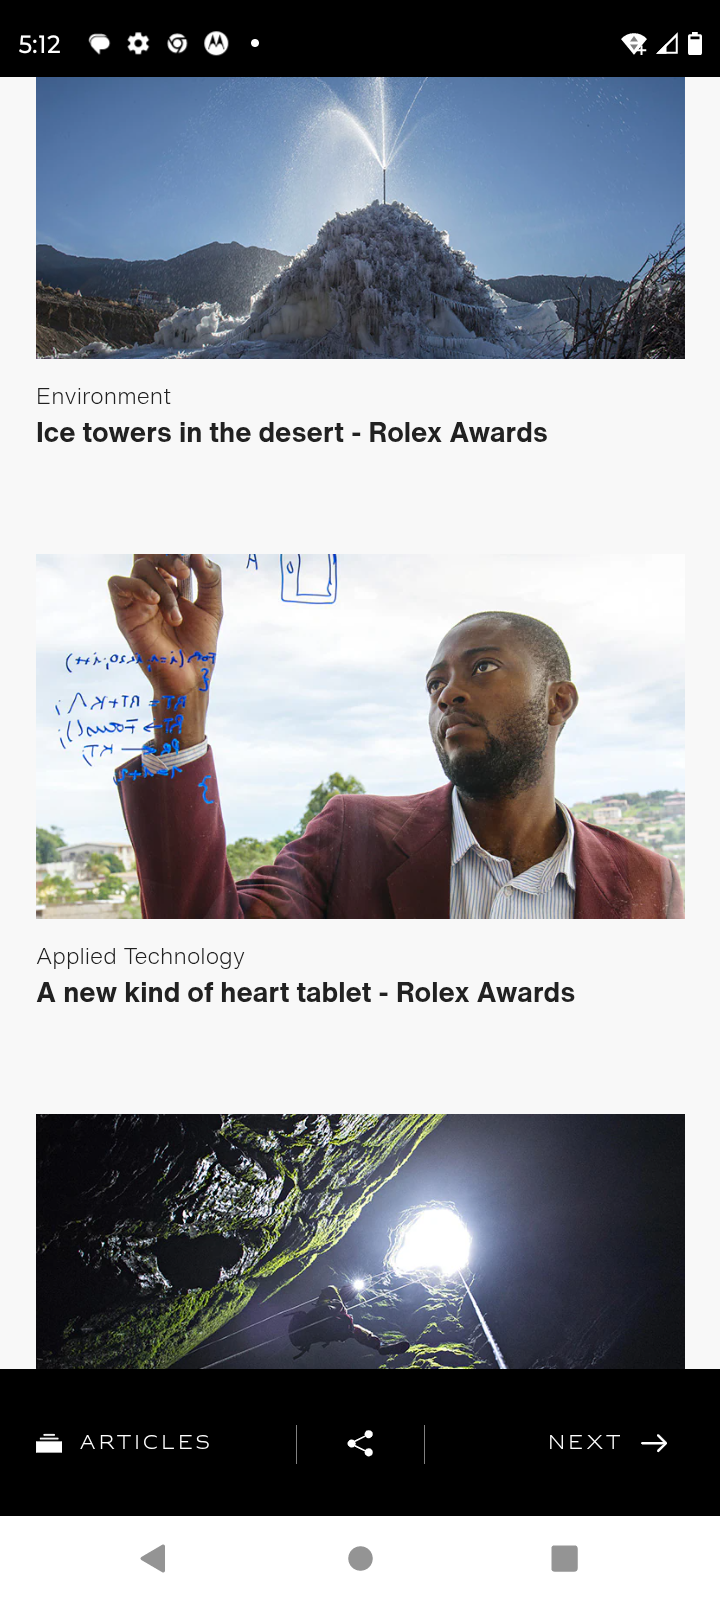 5:12
Environment
Ice towers in the desert - Rolex Awards
A
Applied Technology
A new kind of heart tablet - Rolex Awards
ARTICLES
NEXT